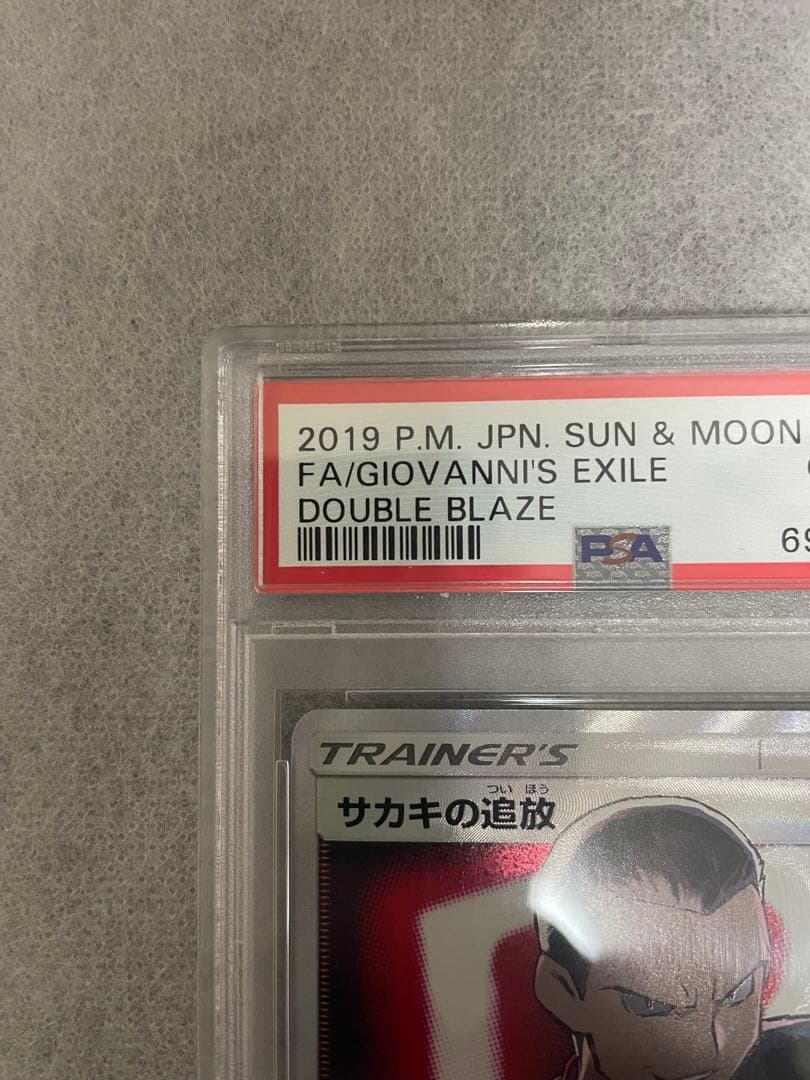 2019 P.M. JPN. SUN & MOON
FA/GIOVANNI'S EXILE
DOUBLE BLAZE
PSA
69
TRAINER'S
つい ほう
サカキの追放